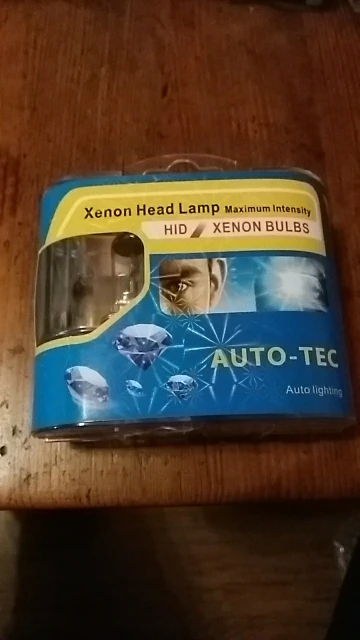 Xenon Head Lamp Maximum Intensity
HID / XENON BULBS
AUTO-TEC
Auto lighting